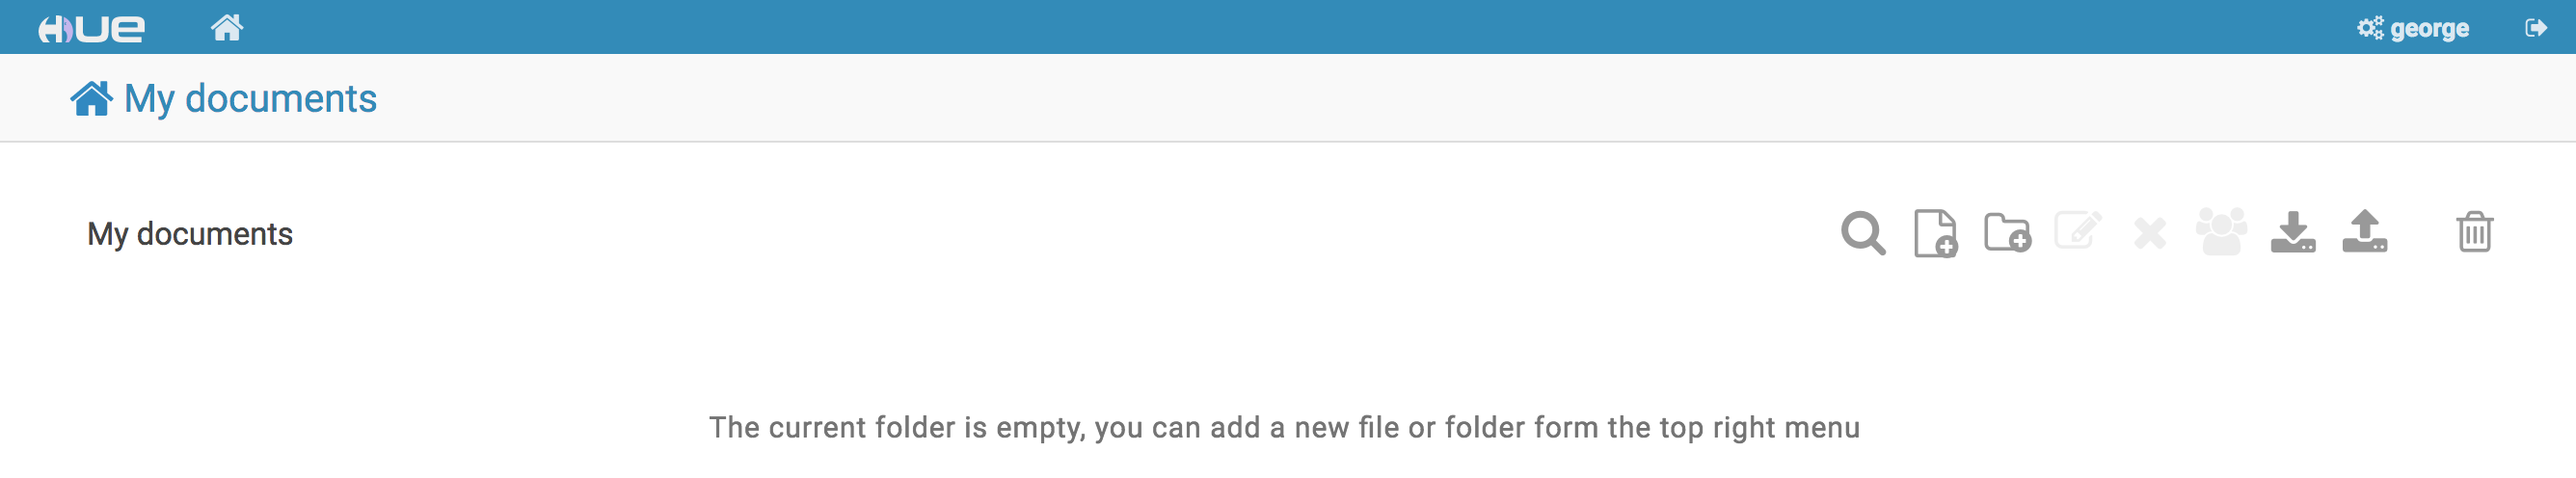 HUE
george
My documents
My documents
The current folder is empty, you can add a new file or folder form the top right menu